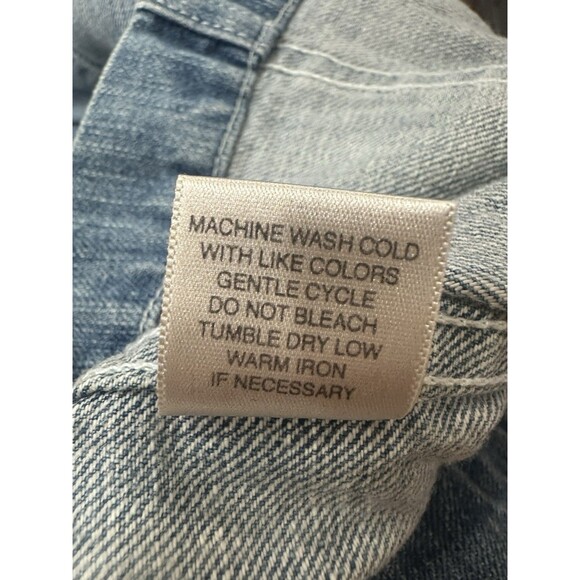 MACHINE WASH COLD
WITH LIKE COLORS
GENTLE CYCLE
DO NOT BLEACH
TUMBLE DRY LOW
WARM IRON
IF NECESSARY